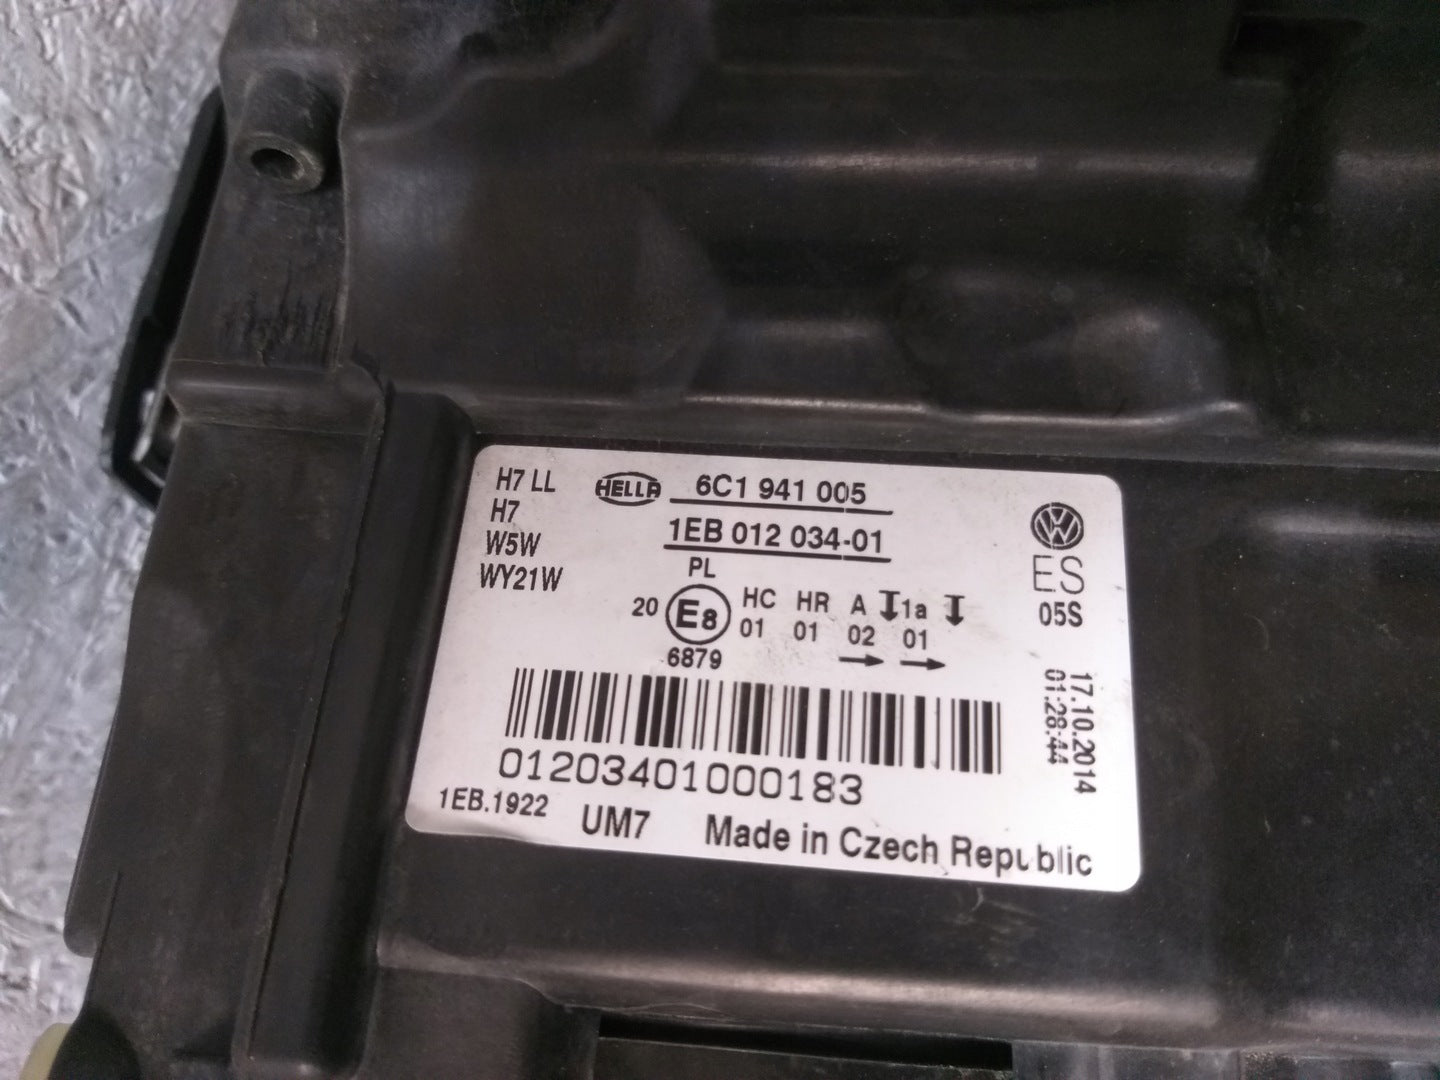 H7 LL
H7
W5W
WY21W
HELLA 6C1 941 005
1EB 012 034-01
PL
20 E8 HC HR A 1a
01 01 02 01
6879
ES
05S
17.10.2014
01:28:44
01203401000183
1EB.1922 UM7 Made in Czech Republic